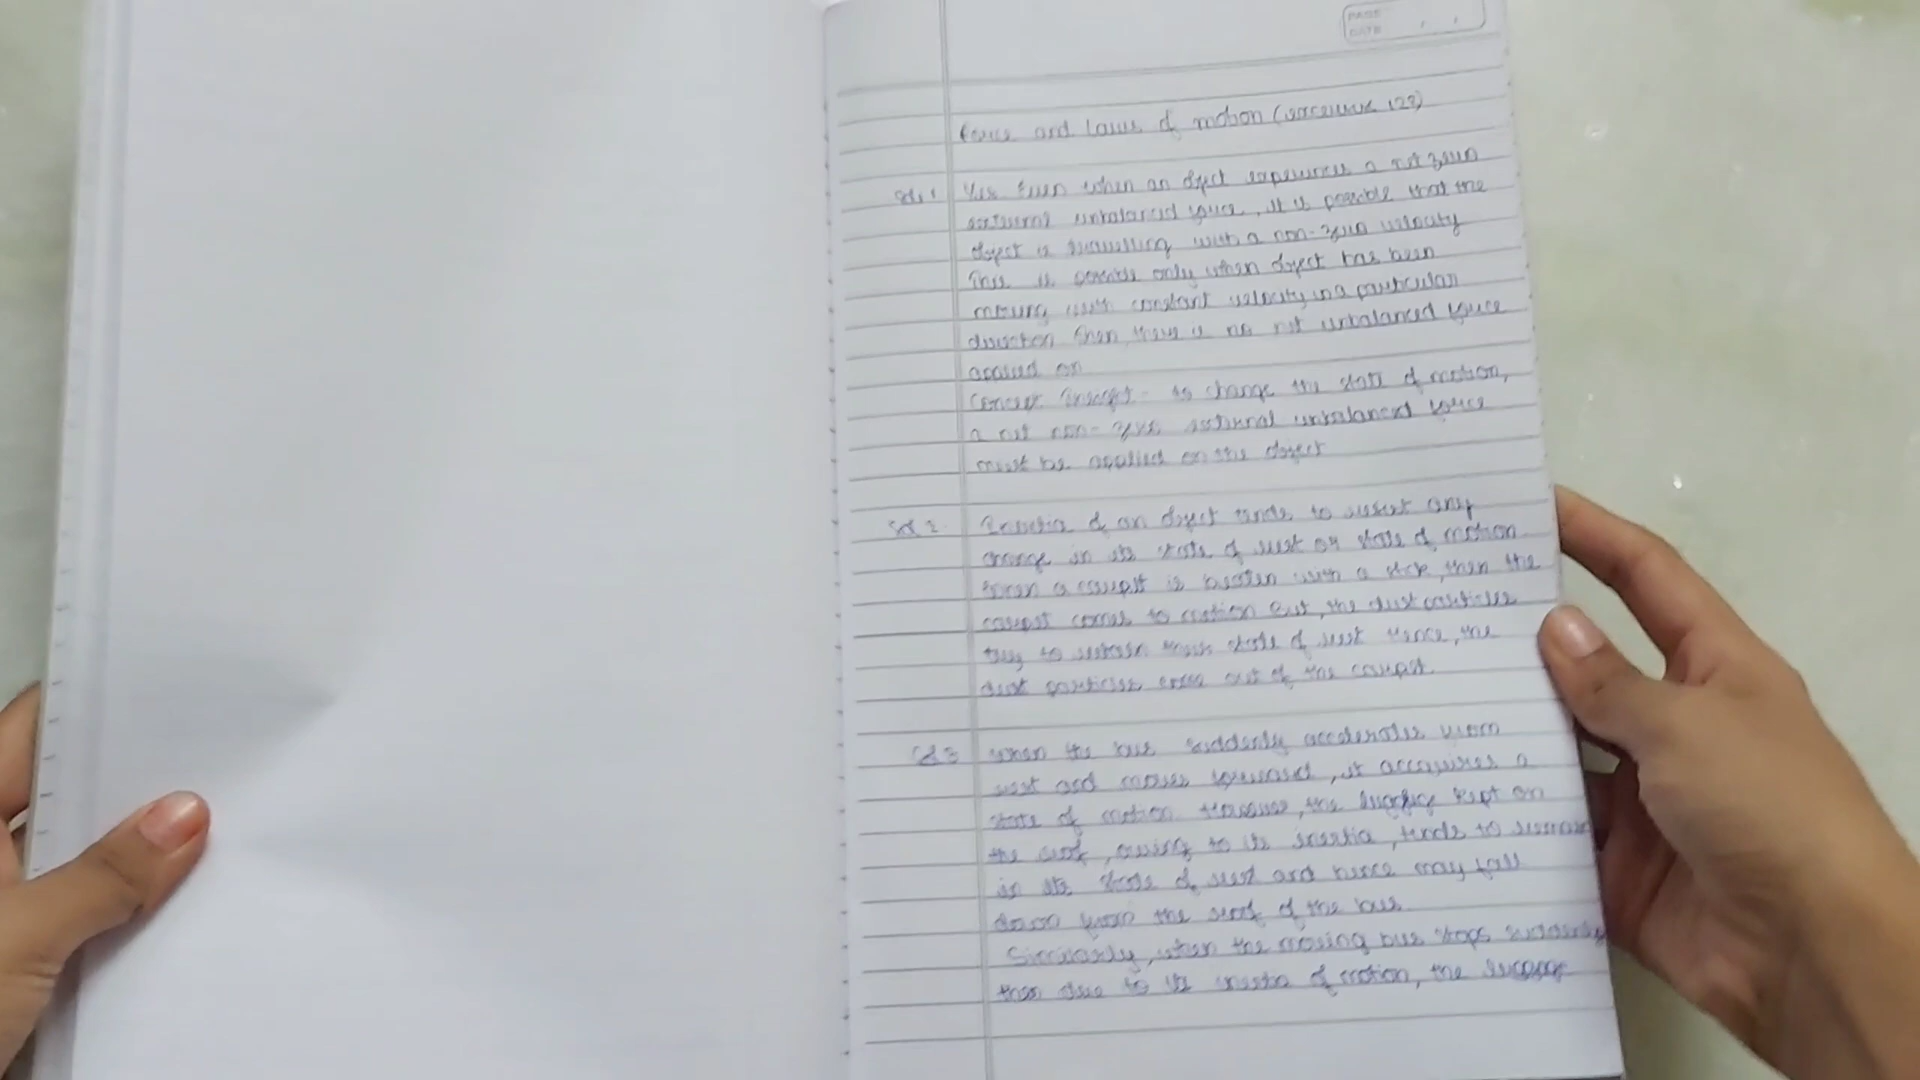 PAGE
DATE
Force and Laws of motion (
Sol 1 Yes Even when an object experiences a net zero
external unbalanced force, it is possible that the
object is travelling with a non-zero velocity
This is possible only when object has been
moving with constant velocity in a particular
direction then there is no net unbalanced force
applied on
Concept Insight - to change the state of motion,
a net non-zero external unbalanced force
must be applied on the object
Sol 2 of an object tends to resist any
change in its state of rest or state of motion
when a carpet is beaten with a stick, then the
carpet comes to motion But, the dust particles
try to their state of rest Hence, the
dust particles come out of the carpet.
Sol 3 When the bus suddenly accelerates from
rest and moves forward, it accquires a
state of motion However, the luggage kept on
the roof, owing to its inertia, tends to remain
in its state of rest and hence may fall
down from the roof of the bus
Similarly, when the moving bus stops suddenly
then due to its inertia of motion, the luggage